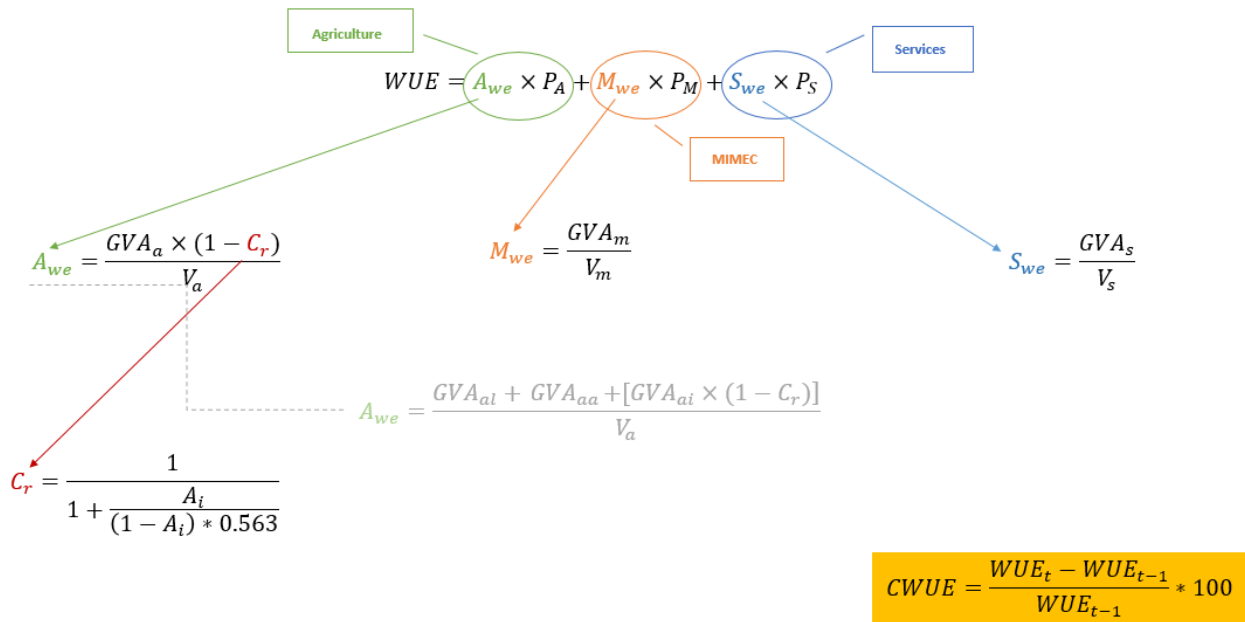 Agriculture
Services
WUE = A_we × P_A + M_we × P_M + S_we × P_S
MIMEC
A_we = GVA_a × (1 − C_r) / V_a
M_we = GVA_m / V_m
S_we = GVA_s / V_s
A_we = GVA_al + GVA_aa + [GVA_ai × (1 − C_r)] / V_a
C_r = 1 / 1 + A_i / (1 − A_i) * 0.563
CWUE = WUE_t − WUE_t−1 / WUE_t−1 * 100